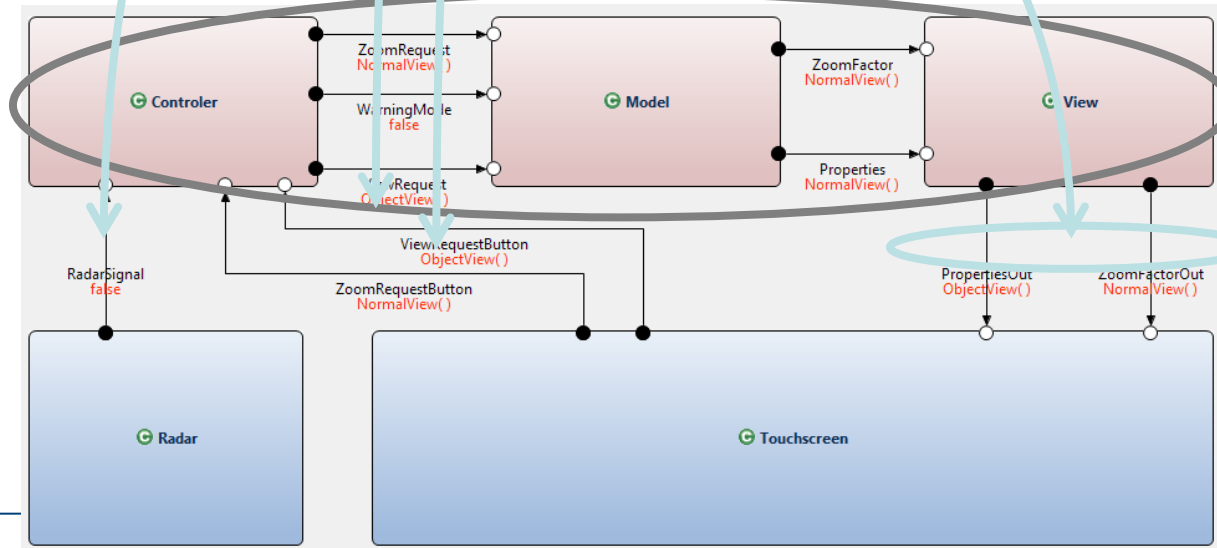 ZoomRequest
NormalView( )
ZoomFactor
NormalView( )
Controler
Model
View
WarningMode
false
Properties
NormalView( )
ObjectView( )
ViewRequestButton
ObjectView( )
RadarSignal
false
PropertiesOut
ObjectView( )
ZoomFactorOut
NormalView( )
ZoomRequestButton
NormalView( )
Radar
Touchscreen